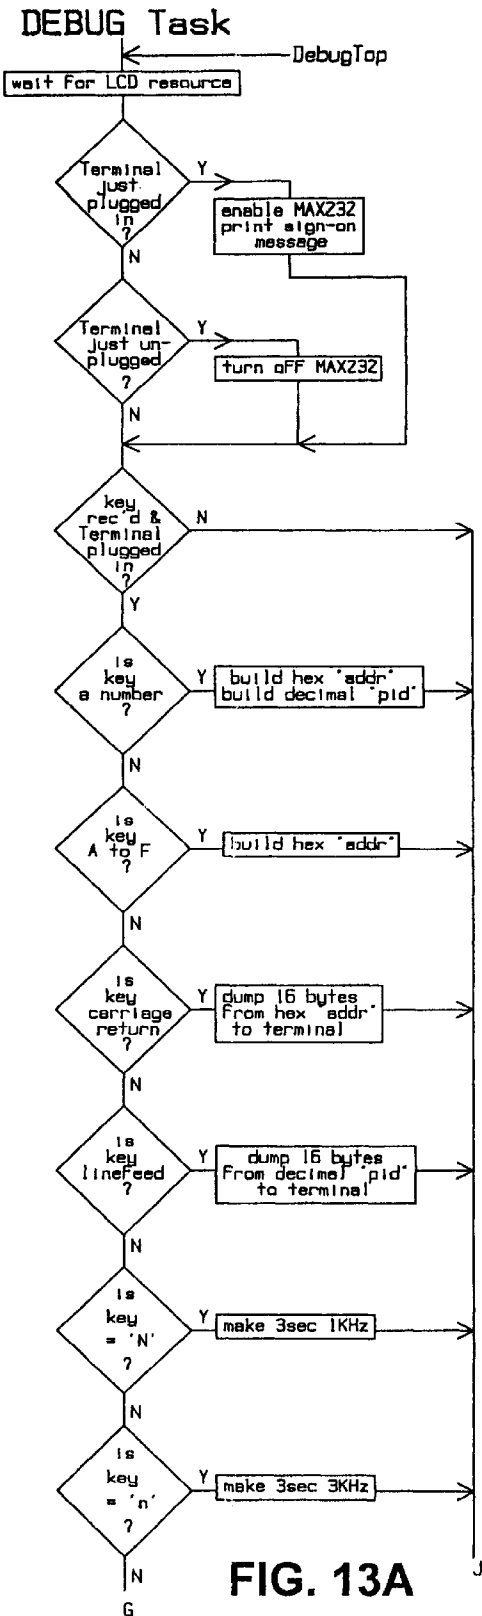 DEBUG Task
DebugTop
wait for LCD resource
Terminal
just
plugged
in
?
Y
enable MAX232
print sign-on
message
N
Terminal
just un-
plugged
?
Y
turn off MAX232
N
key
rec'd &
Terminal
plugged
in
?
N
Y
is
key
a number
?
Y
build hex "addr"
build decimal "pid"
N
is
key
A to F
?
Y
build hex "addr"
N
is
key
carriage
return
?
Y
dump 16 bytes
from hex "addr"
to terminal
N
is
key
linefeed
?
Y
dump 16 bytes
from decimal "pid"
to terminal
N
is
key
= 'N'
?
Y
make 3sec 1KHz
N
is
key
= 'n'
?
Y
make 3sec 3KHz
N
G
J
FIG. 13A